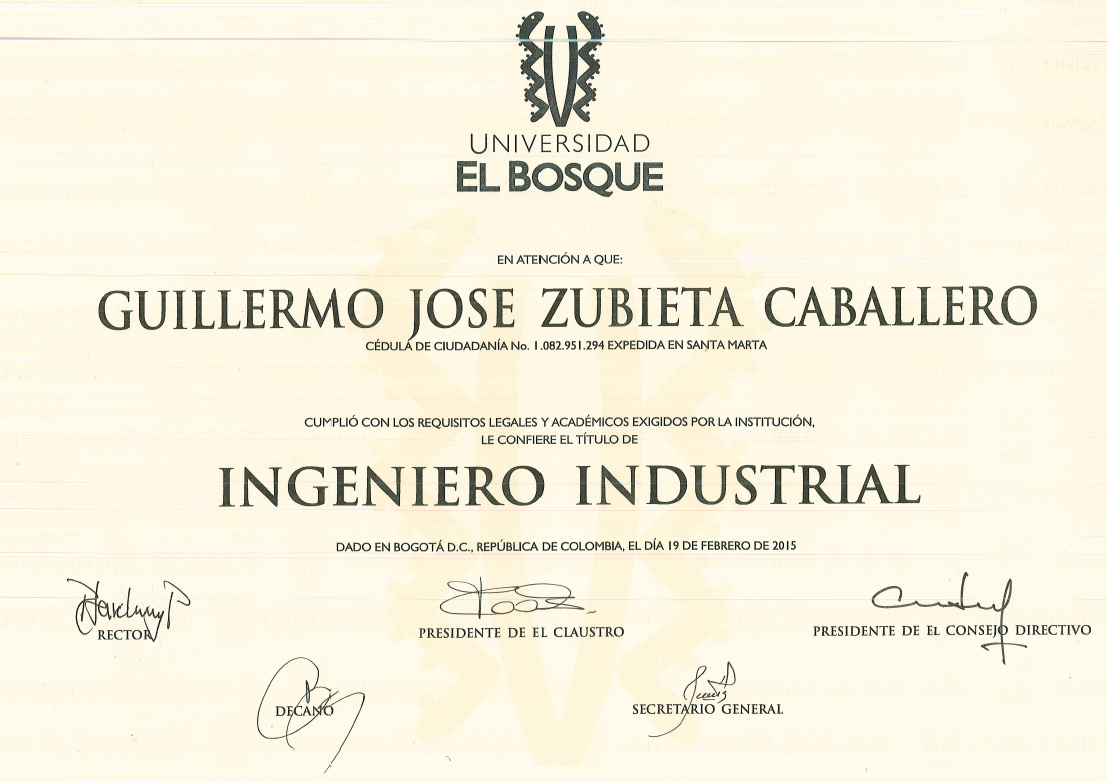 UNIVERSIDAD
EL BOSQUE
EN ATENCIÓN A QUE:
GUILLERMO JOSE ZUBIETA CABALLERO
CÉDULA DE CIUDADANÍA No. 1.082.951.294 EXPEDIDA EN SANTA MARTA
CUMPLIÓ CON LOS REQUISITOS LEGALES Y ACADÉMICOS EXIGIDOS POR LA INSTITUCIÓN,
LE CONFIERE EL TÍTULO DE
INGENIERO INDUSTRIAL
DADO EN BOGOTÁ D.C., REPÚBLICA DE COLOMBIA, EL DÍA 19 DE FEBRERO DE 2015
RECTOR
PRESIDENTE DE EL CLAUSTRO
PRESIDENTE DE EL CONSEJO DIRECTIVO
DECANO
SECRETARIO GENERAL